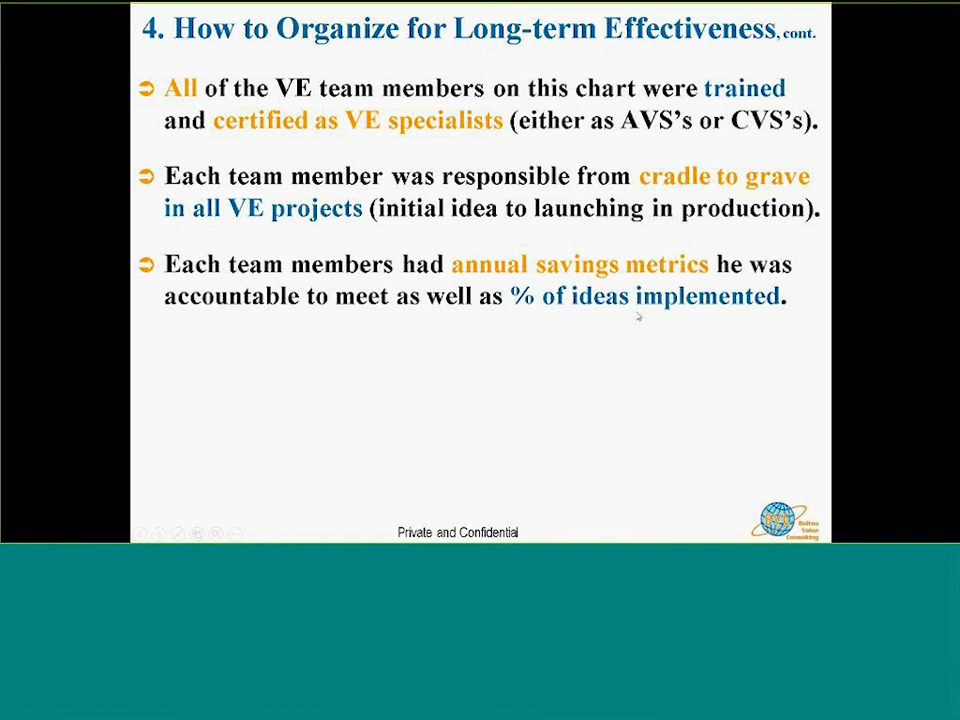 4. How to Organize for Long-term Effectiveness, cont.
All of the VE team members on this chart were trained
and certified as VE specialists (either as AVS’s or CVS’s).
Each team member was responsible from cradle to grave
in all VE projects (initial idea to launching in production).
Each team members had annual savings metrics he was
accountable to meet as well as % of ideas implemented.
Private and Confidential
BVC
Value
Consulting